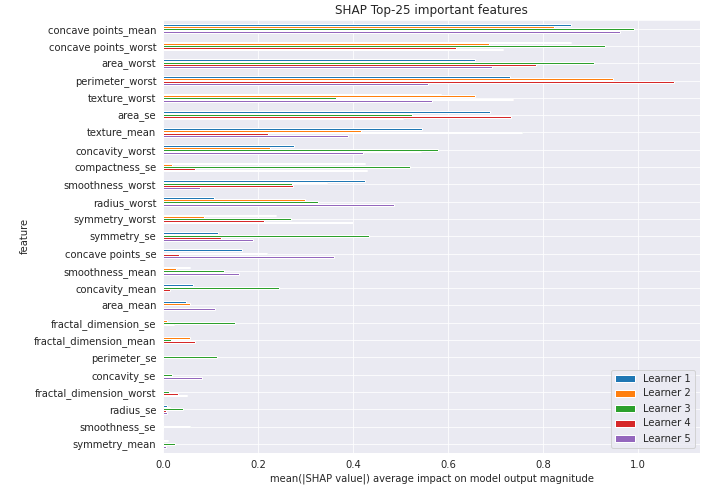 SHAP Top-25 important features
concave points_mean
concave points_worst
area_worst
perimeter_worst
texture_worst
area_se
texture_mean
concavity_worst
compactness_se
smoothness_worst
radius_worst
symmetry_worst
symmetry_se
concave points_se
smoothness_mean
concavity_mean
area_mean
fractal_dimension_se
fractal_dimension_mean
perimeter_se
concavity_se
fractal_dimension_worst
radius_se
smoothness_se
symmetry_mean
feature
Learner 1
Learner 2
Learner 3
Learner 4
Learner 5
0.0 0.2 0.4 0.6 0.8 1.0
mean(|SHAP value|) average impact on model output magnitude